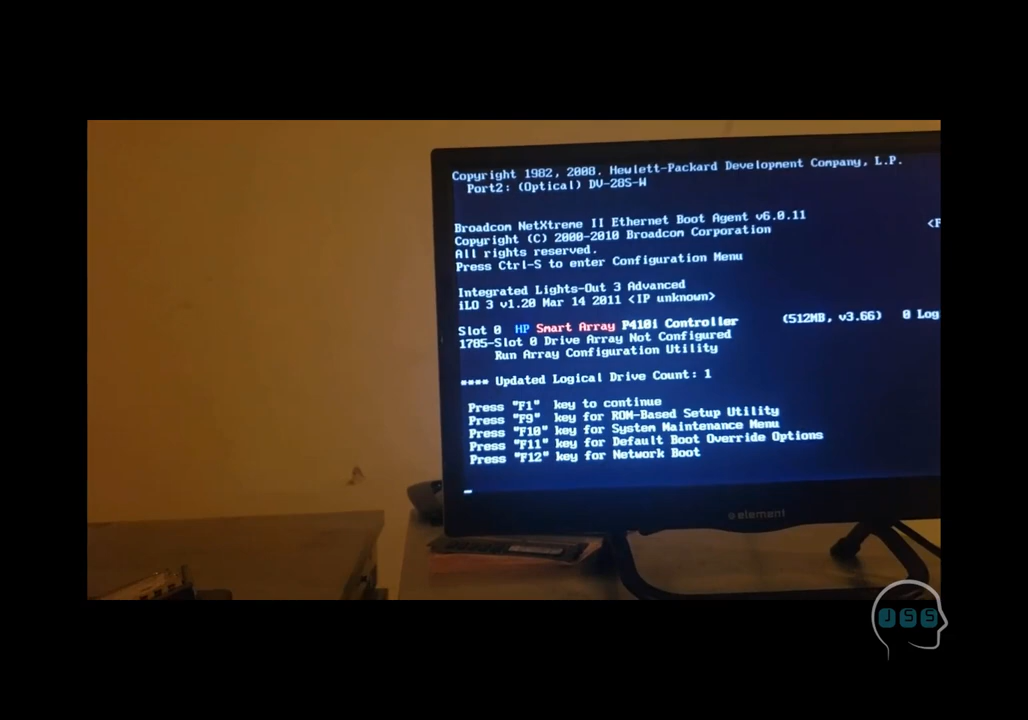 Copyright 1982, 2008. Hewlett-Packard Development Company, L.P.
Port2: (Optical) DV-28S-W
Broadcom NetXtreme II Ethernet Boot Agent v6.0.11
Copyright (C) 2000-2010 Broadcom Corporation
All rights reserved.
Press Ctrl-S to enter Configuration Menu
Integrated Lights-Out 3 Advanced
iLO 3 v1.20 Mar 14 2011 <IP unknown>
Slot 0 HP Smart Array P410i Controller (512MB, v3.66) 0 Log
1785-Slot 0 Drive Array Not Configured
Run Array Configuration Utility
**** Updated Logical Drive Count: 1
Press "F1" key to continue
Press "F9" key for ROM-Based Setup Utility
Press "F10" key for System Maintenance Menu
Press "F11" key for Default Boot Override Options
Press "F12" key for Network Boot
element
JSS